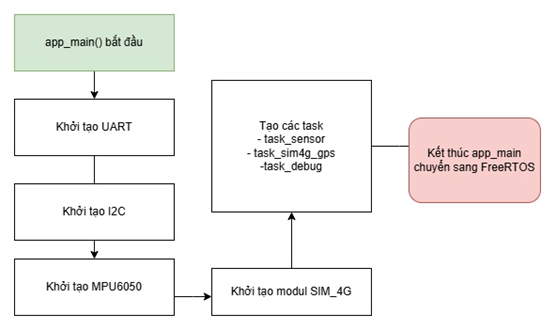 app_main() bắt đầu
Khởi tạo UART
Khởi tạo I2C
Khởi tạo MPU6050
Khởi tạo modul SIM_4G
Tạo các task
- task_sensor
- task_sim4g_gps
-task_debug
Kết thúc app_main
chuyển sang FreeRTOS